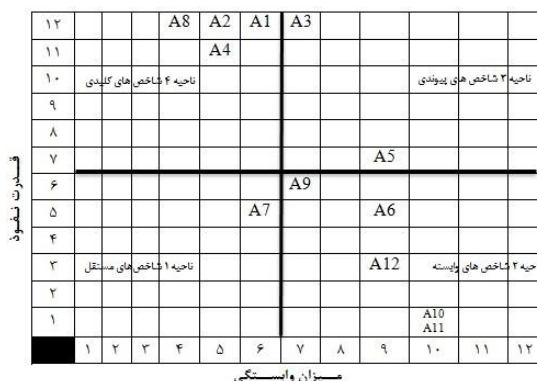 ۱۲ A8 A2 A1 A3
۱۱ A4
۱۰ ناحیه ۴ شاخص های کلیدی ناحیه ۳ شاخص های پیوندی
۹
۸
۷ A5
۶ A9
۵ A7 A6
۴
۳ ناحیه ۱ شاخص های مستقل A12 حیه ۲ شاخص های وابسته
۲
۱ A10
A11
۱ ۲ ۳ ۴ ۵ ۶ ۷ ۸ ۹ ۱۰ ۱۱ ۱۲
قدرت نفوذ
میزان وابستگی